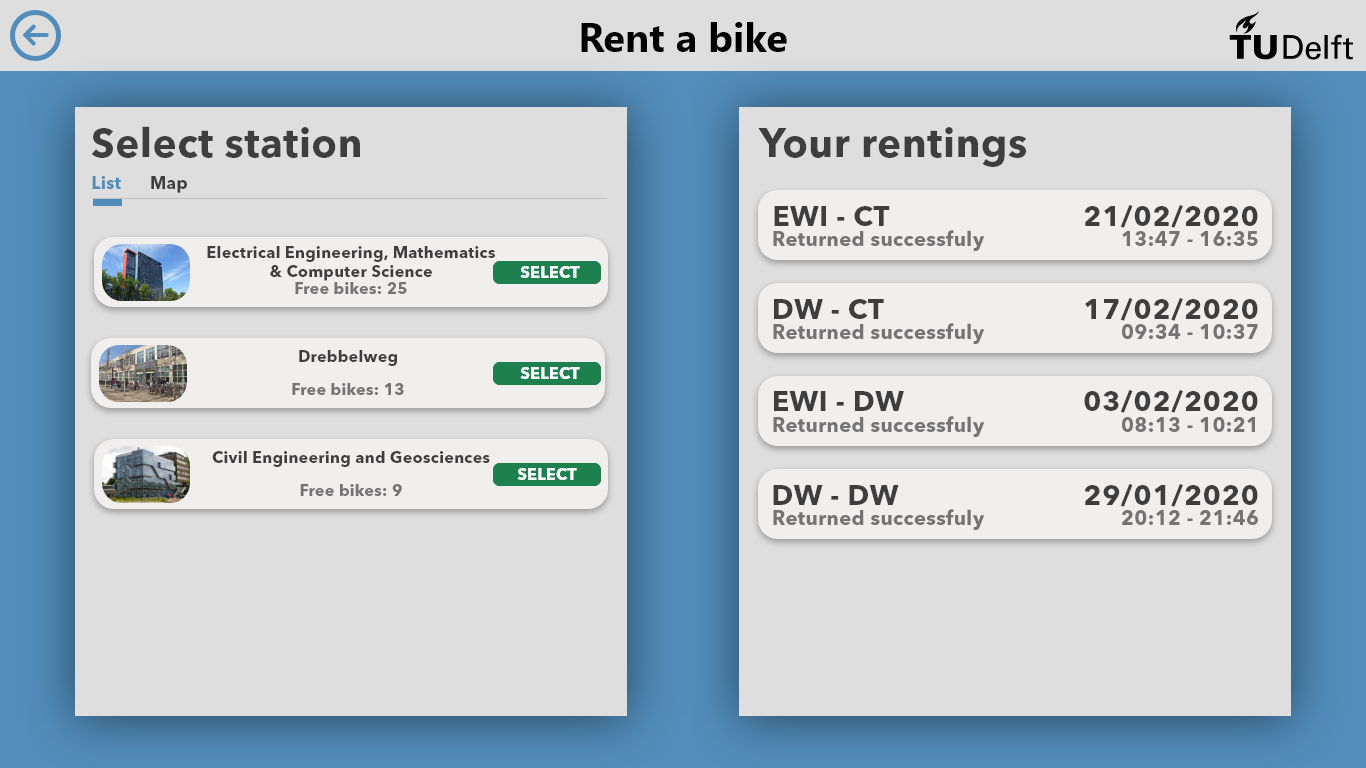 Rent a bike
TU Delft
Select station
List Map
Electrical Engineering, Mathematics
& Computer Science
Free bikes: 25
SELECT
Drebbelweg
Free bikes: 13
SELECT
Civil Engineering and Geosciences
Free bikes: 9
SELECT
Your rentings
EWI - CT 21/02/2020
Returned successfuly 13:47 - 16:35
DW - CT 17/02/2020
Returned successfuly 09:34 - 10:37
EWI - DW 03/02/2020
Returned successfuly 08:13 - 10:21
DW - DW 29/01/2020
Returned successfuly 20:12 - 21:46